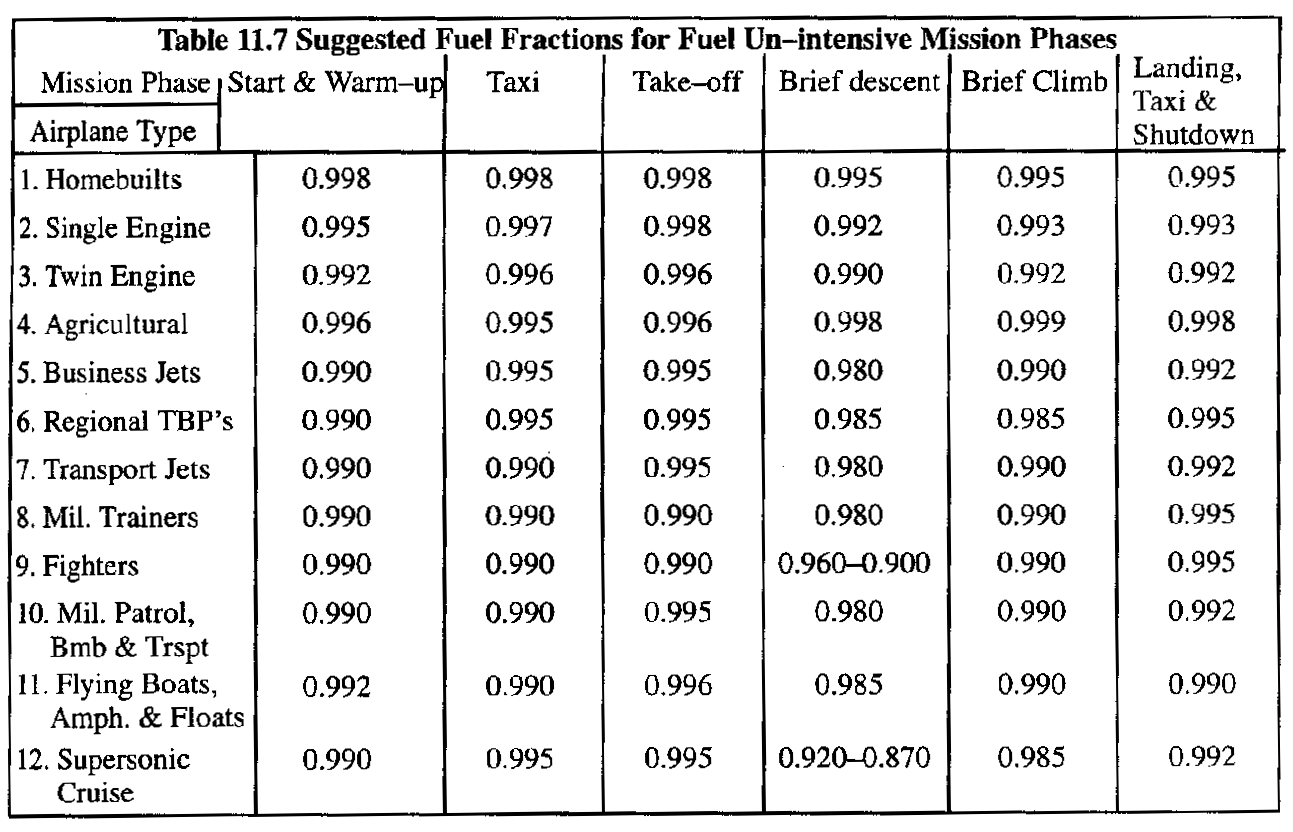 Table 11.7 Suggested Fuel Fractions for Fuel Un–intensive Mission Phases
Mission Phase Start & Warm–up Taxi Take–off Brief descent Brief Climb Landing, Taxi & Shutdown
Airplane Type
1. Homebuilts 0.998 0.998 0.998 0.995 0.995 0.995
2. Single Engine 0.995 0.997 0.998 0.992 0.993 0.993
3. Twin Engine 0.992 0.996 0.996 0.990 0.992 0.992
4. Agricultural 0.996 0.995 0.996 0.998 0.999 0.998
5. Business Jets 0.990 0.995 0.995 0.980 0.990 0.992
6. Regional TBP's 0.990 0.995 0.995 0.985 0.985 0.995
7. Transport Jets 0.990 0.990 0.995 0.980 0.990 0.992
8. Mil. Trainers 0.990 0.990 0.990 0.980 0.990 0.995
9. Fighters 0.990 0.990 0.990 0.960–0.900 0.990 0.995
10. Mil. Patrol, 0.990 0.990 0.995 0.980 0.990 0.992
Bmb & Trspt
11. Flying Boats, 0.992 0.990 0.996 0.985 0.990 0.990
Amph. & Floats
12. Supersonic 0.990 0.995 0.995 0.920–0.870 0.985 0.992
Cruise